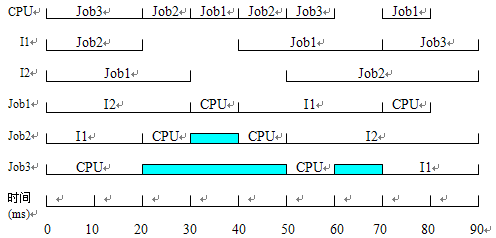 CPU Job3 Job2 Job1 Job2 Job3 Job1
I1 Job2 Job1 Job3
I2 Job1 Job2
Job1 I2 CPU I1 CPU
Job2 I1 CPU CPU I2
Job3 CPU CPU I1
时间
(ms)
0 10 20 30 40 50 60 70 80 90